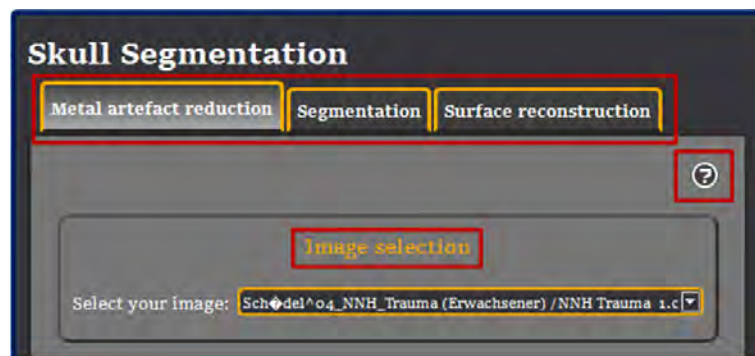 Skull Segmentation
Metal artefact reduction Segmentation Surface reconstruction
?
Image selection
Select your image: Sch�del^04_NNH_Trauma (Erwachsener) /NNH Trauma 1.c